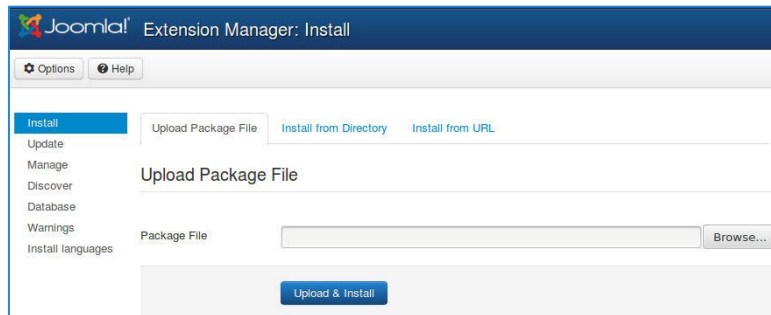 Joomla! Extension Manager: Install
Options Help
Install
Update
Manage
Discover
Database
Warnings
Install languages
Upload Package File Install from Directory Install from URL
Upload Package File
Package File Browse...
Upload & Install